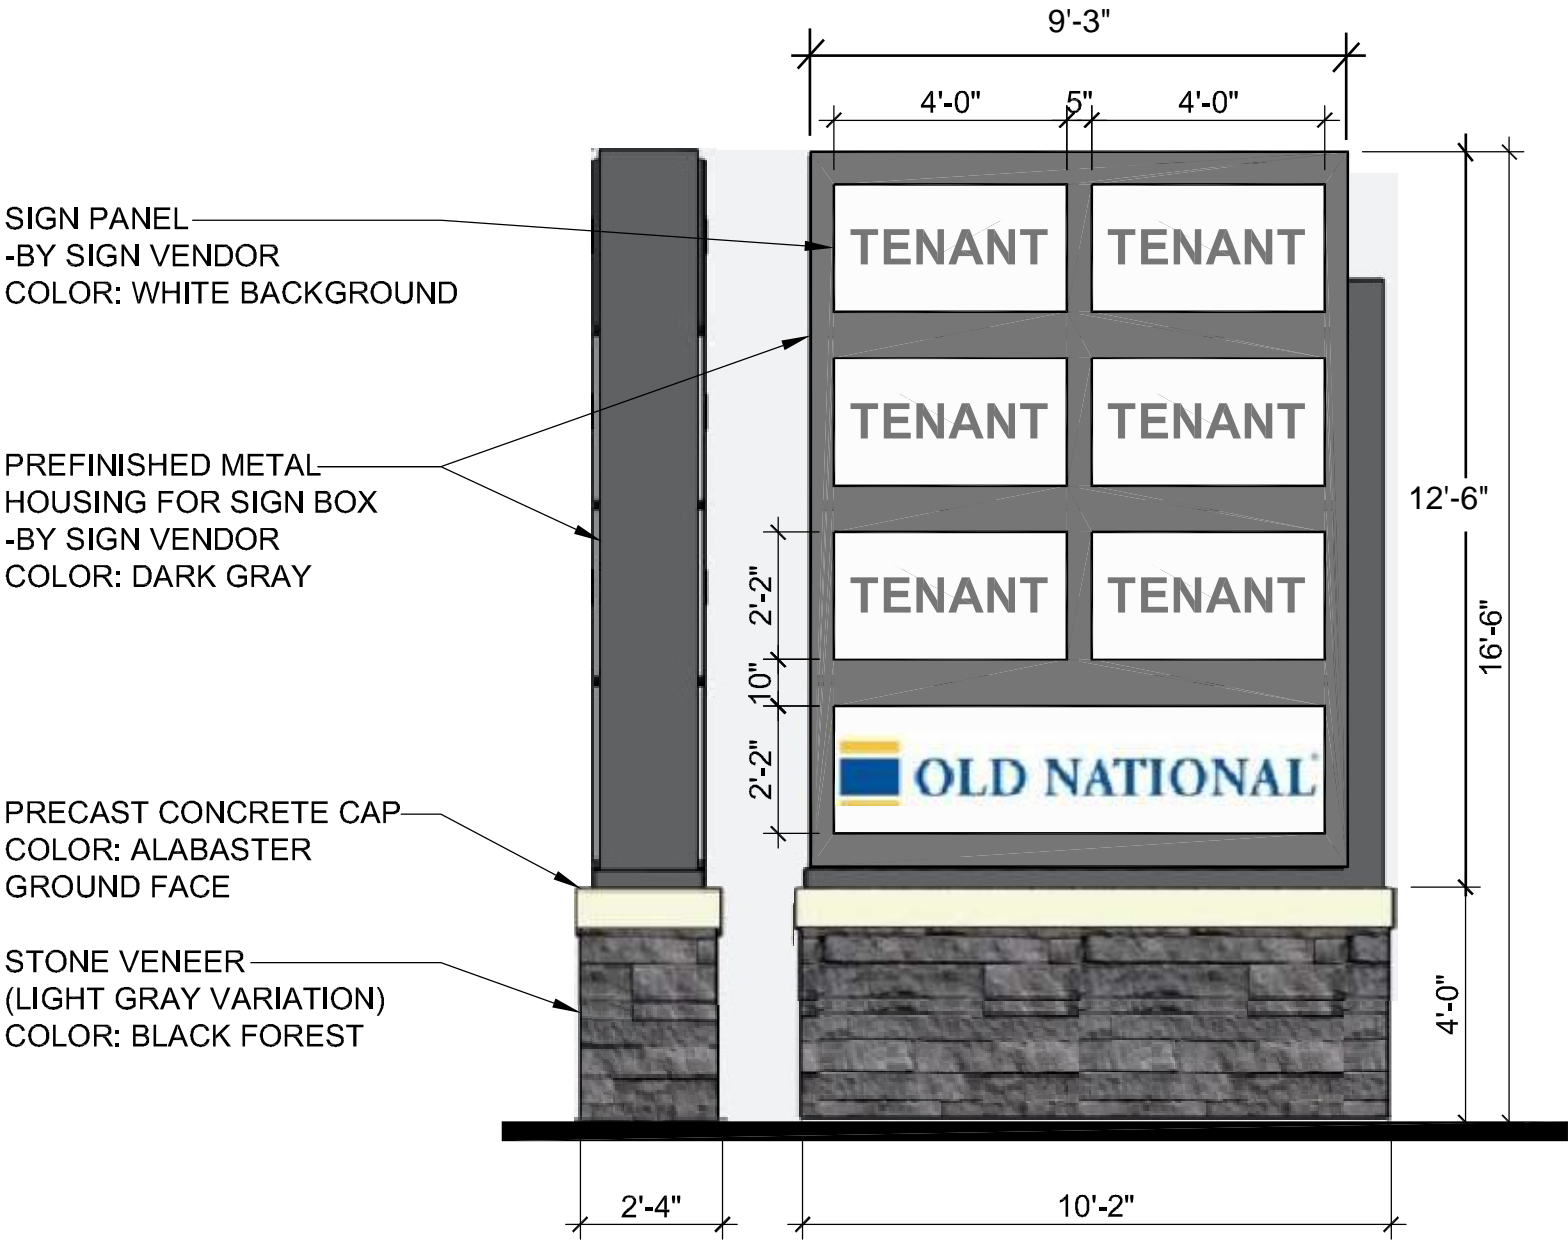 9'-3"
4'-0" 5" 4'-0"
SIGN PANEL
-BY SIGN VENDOR
COLOR: WHITE BACKGROUND
TENANT TENANT
TENANT TENANT
PREFINISHED METAL
HOUSING FOR SIGN BOX
-BY SIGN VENDOR
COLOR: DARK GRAY
12'-6"
2'-2"
TENANT TENANT
16'-6"
10"
2'-2"
OLD NATIONAL
PRECAST CONCRETE CAP
COLOR: ALABASTER
GROUND FACE
STONE VENEER
(LIGHT GRAY VARIATION)
COLOR: BLACK FOREST
4'-0"
2'-4"
10'-2"